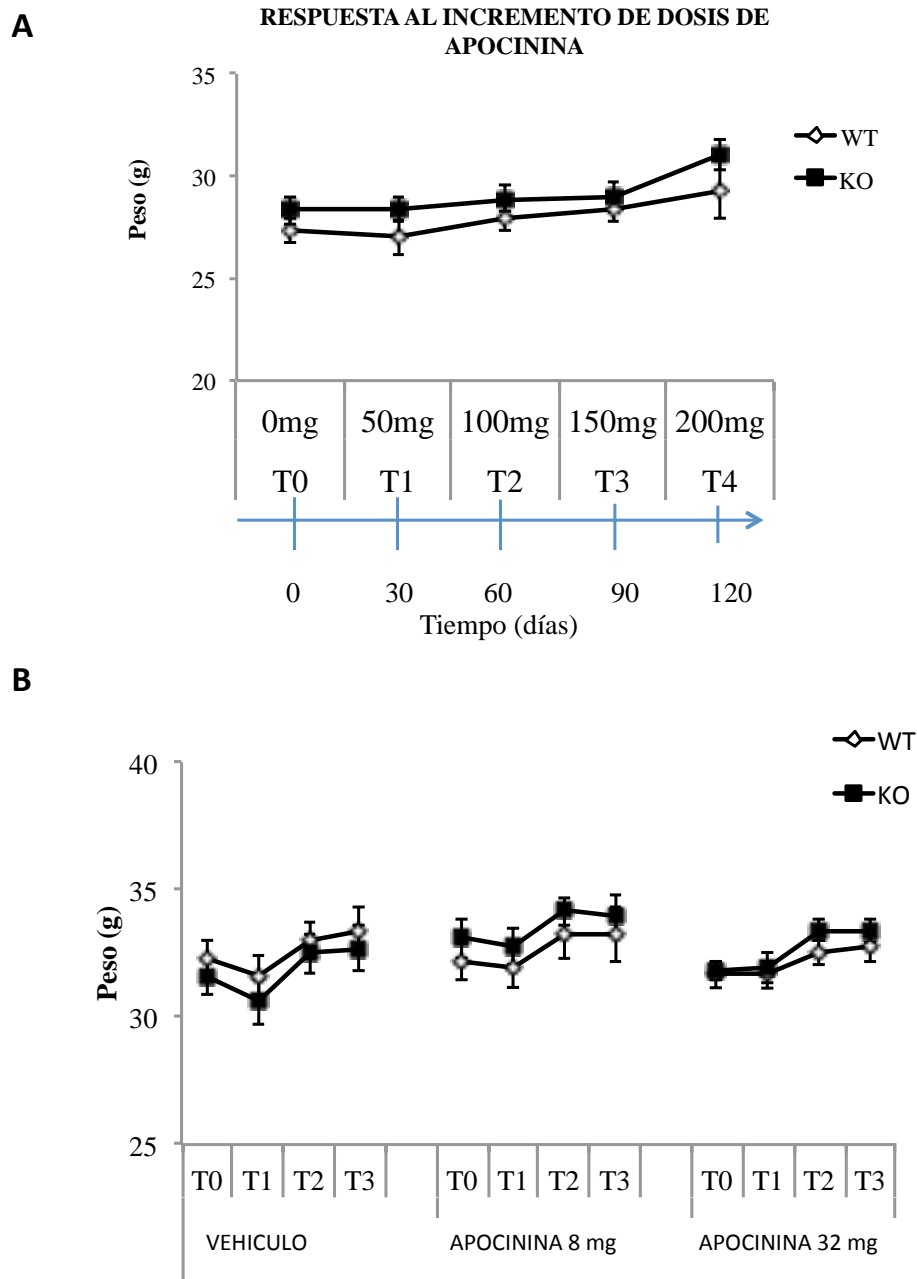 A
RESPUESTA AL INCREMENTO DE DOSIS DE
APOCININA
35
30
25
20
Peso (g)
WT
KO
0mg 50mg 100mg 150mg 200mg
T0 T1 T2 T3 T4
0 30 60 90 120
Tiempo (días)
B
40
35
30
25
Peso (g)
WT
KO
T0 T1 T2 T3 T0 T1 T2 T3 T0 T1 T2 T3
VEHICULO APOCININA 8 mg APOCININA 32 mg